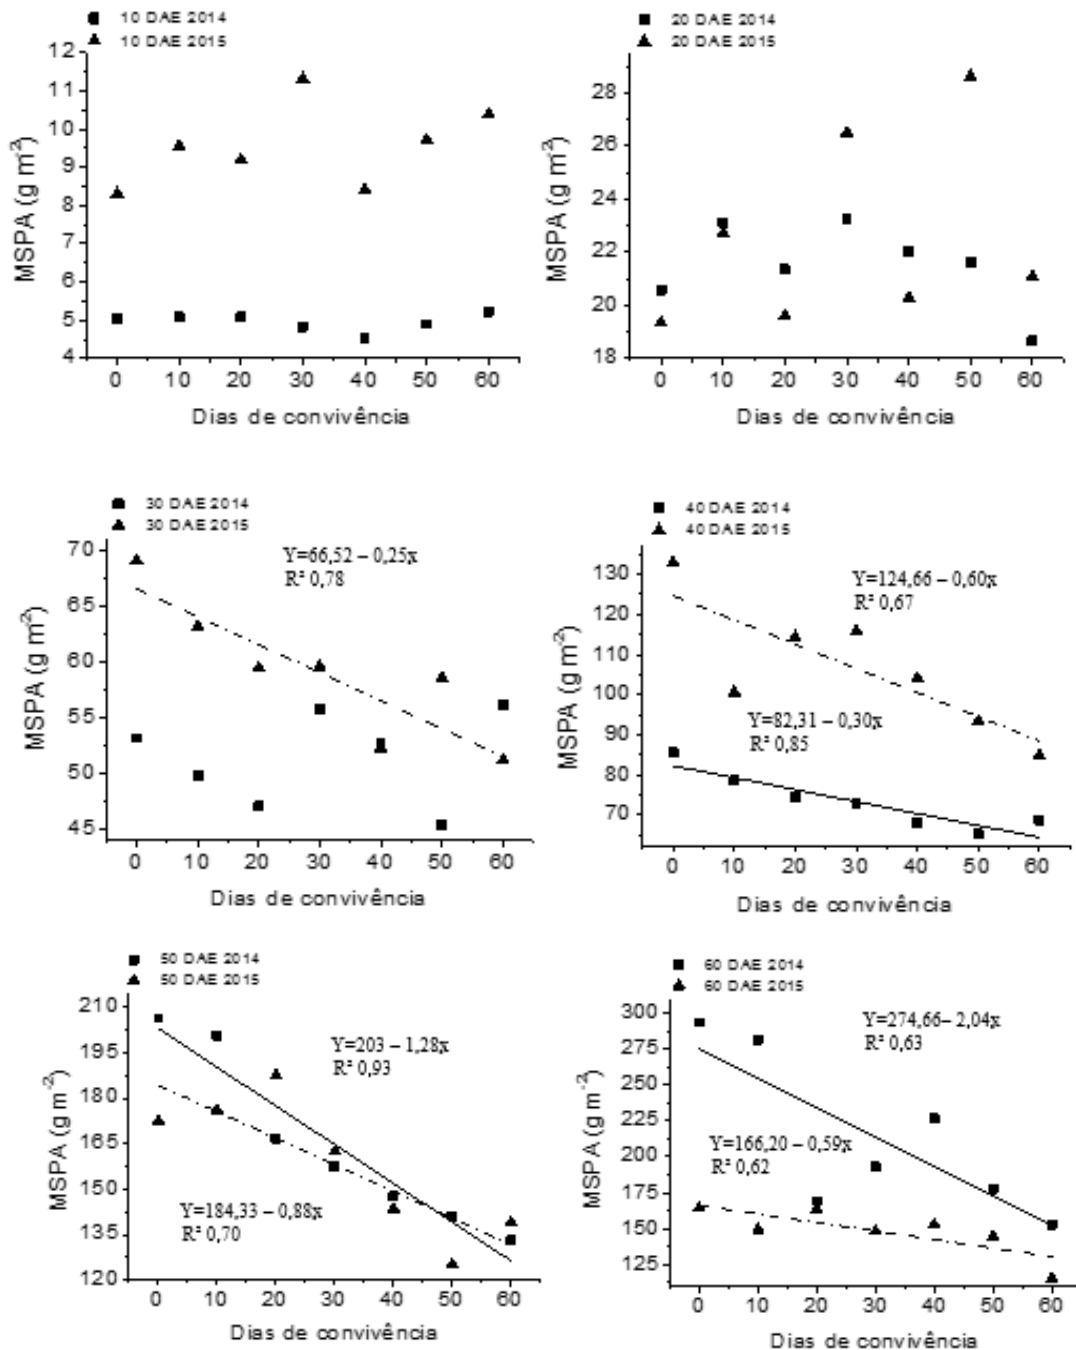 10 DAE 2014
10 DAE 2015
12
11
10
9
8
7
6
5
4
MSPA (g m-2)
0 10 20 30 40 50 60
Dias de convivência
20 DAE 2014
20 DAE 2015
28
26
24
22
20
18
MSPA (g m-2)
0 10 20 30 40 50 60
Dias de convivência
30 DAE 2014
30 DAE 2015
70
65
60
55
50
45
MSPA (g m-2)
Y=66,52 – 0,25x
R² 0,78
0 10 20 30 40 50 60
Dias de convivência
40 DAE 2014
40 DAE 2015
130
120
110
100
90
80
70
MSPA (g m-2)
Y=124,66 – 0,60x
R² 0,67
Y=82,31 – 0,30x
R² 0,85
0 10 20 30 40 50 60
Dias de convivência
50 DAE 2014
50 DAE 2015
210
195
180
165
150
135
120
MSPA (g m-2)
Y=203 – 1,28x
R² 0,93
Y=184,33 – 0,88x
R² 0,70
0 10 20 30 40 50 60
Dias de convivência
60 DAE 2014
60 DAE 2015
300
275
250
225
200
175
150
125
MSPA (g m-2)
Y=274,66– 2,04x
R² 0,63
Y=166,20 – 0,59x
R² 0,62
0 10 20 30 40 50 60
Dias de convivência